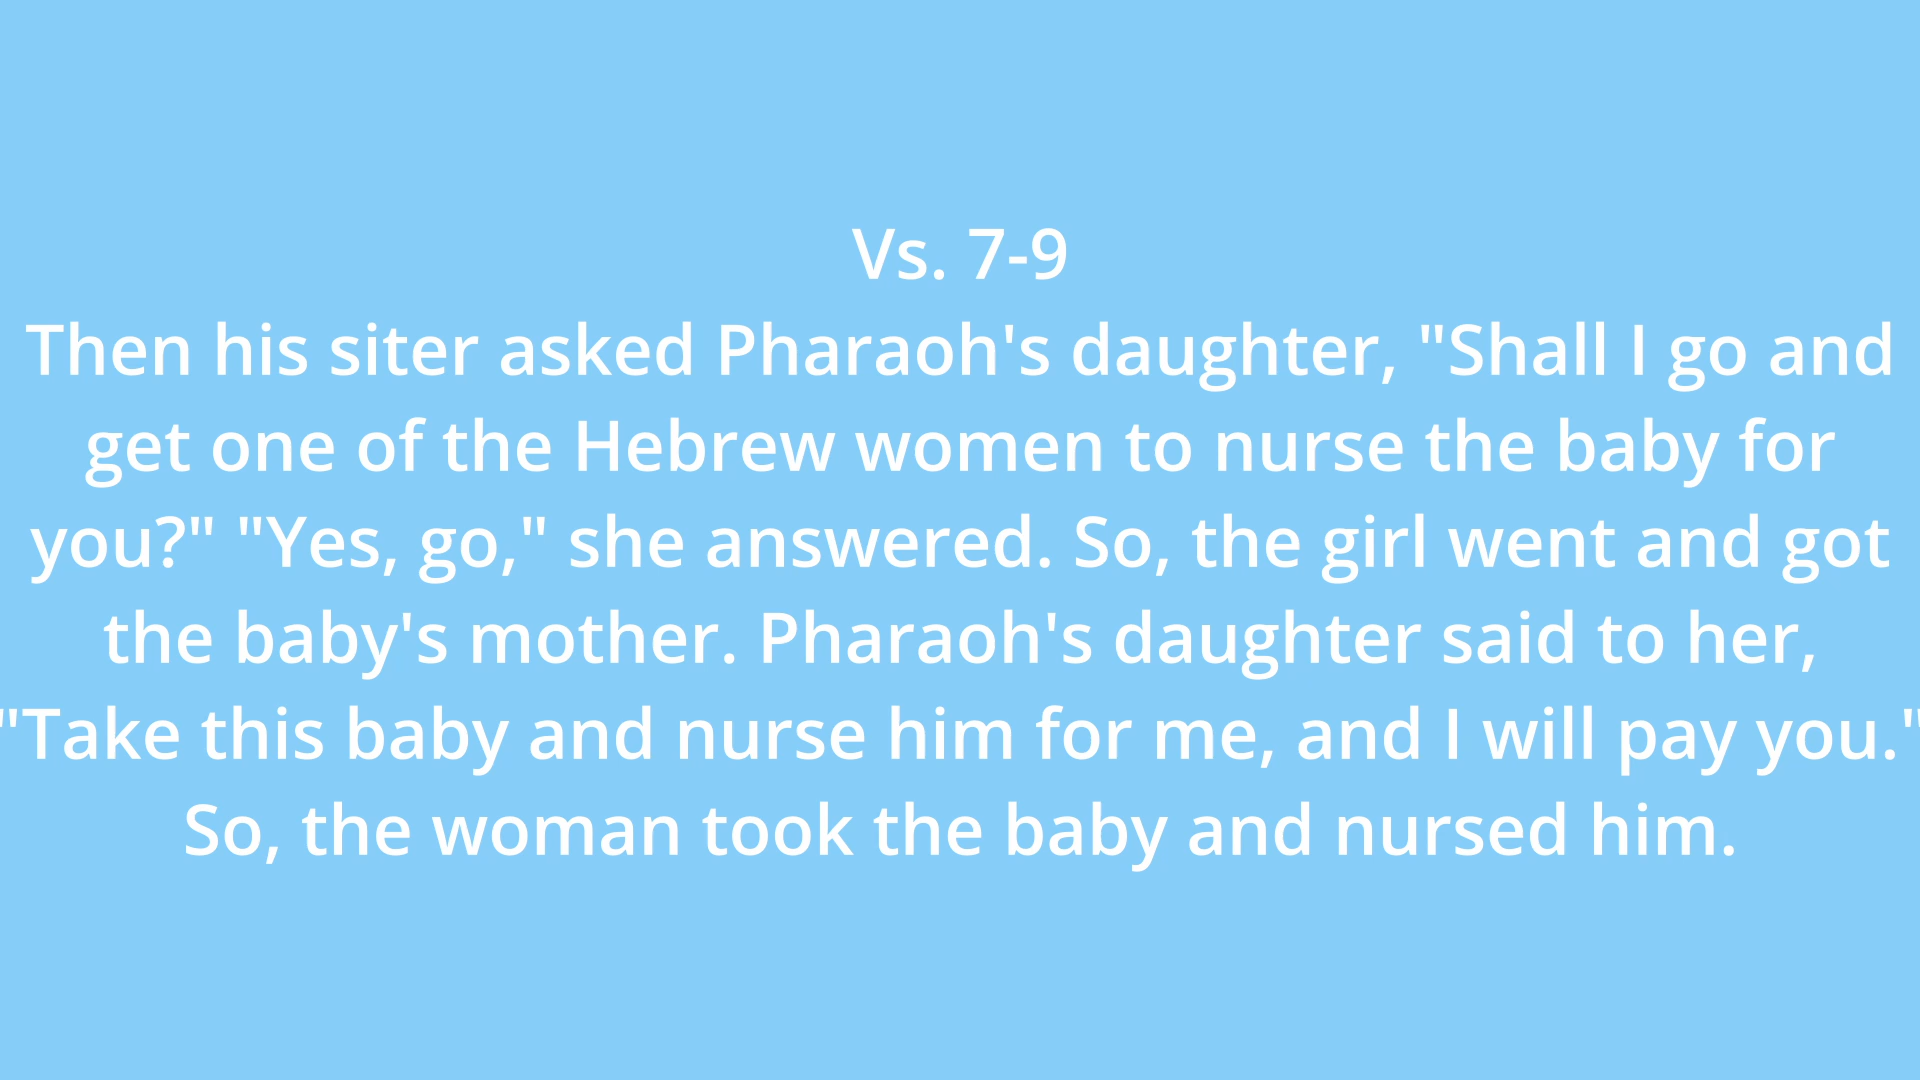 Vs. 7-9
Then his siter asked Pharaoh's daughter, "Shall I go and
get one of the Hebrew women to nurse the baby for
you?" "Yes, go," she answered. So, the girl went and got
the baby's mother. Pharaoh's daughter said to her,
"Take this baby and nurse him for me, and I will pay you."
So, the woman took the baby and nursed him.